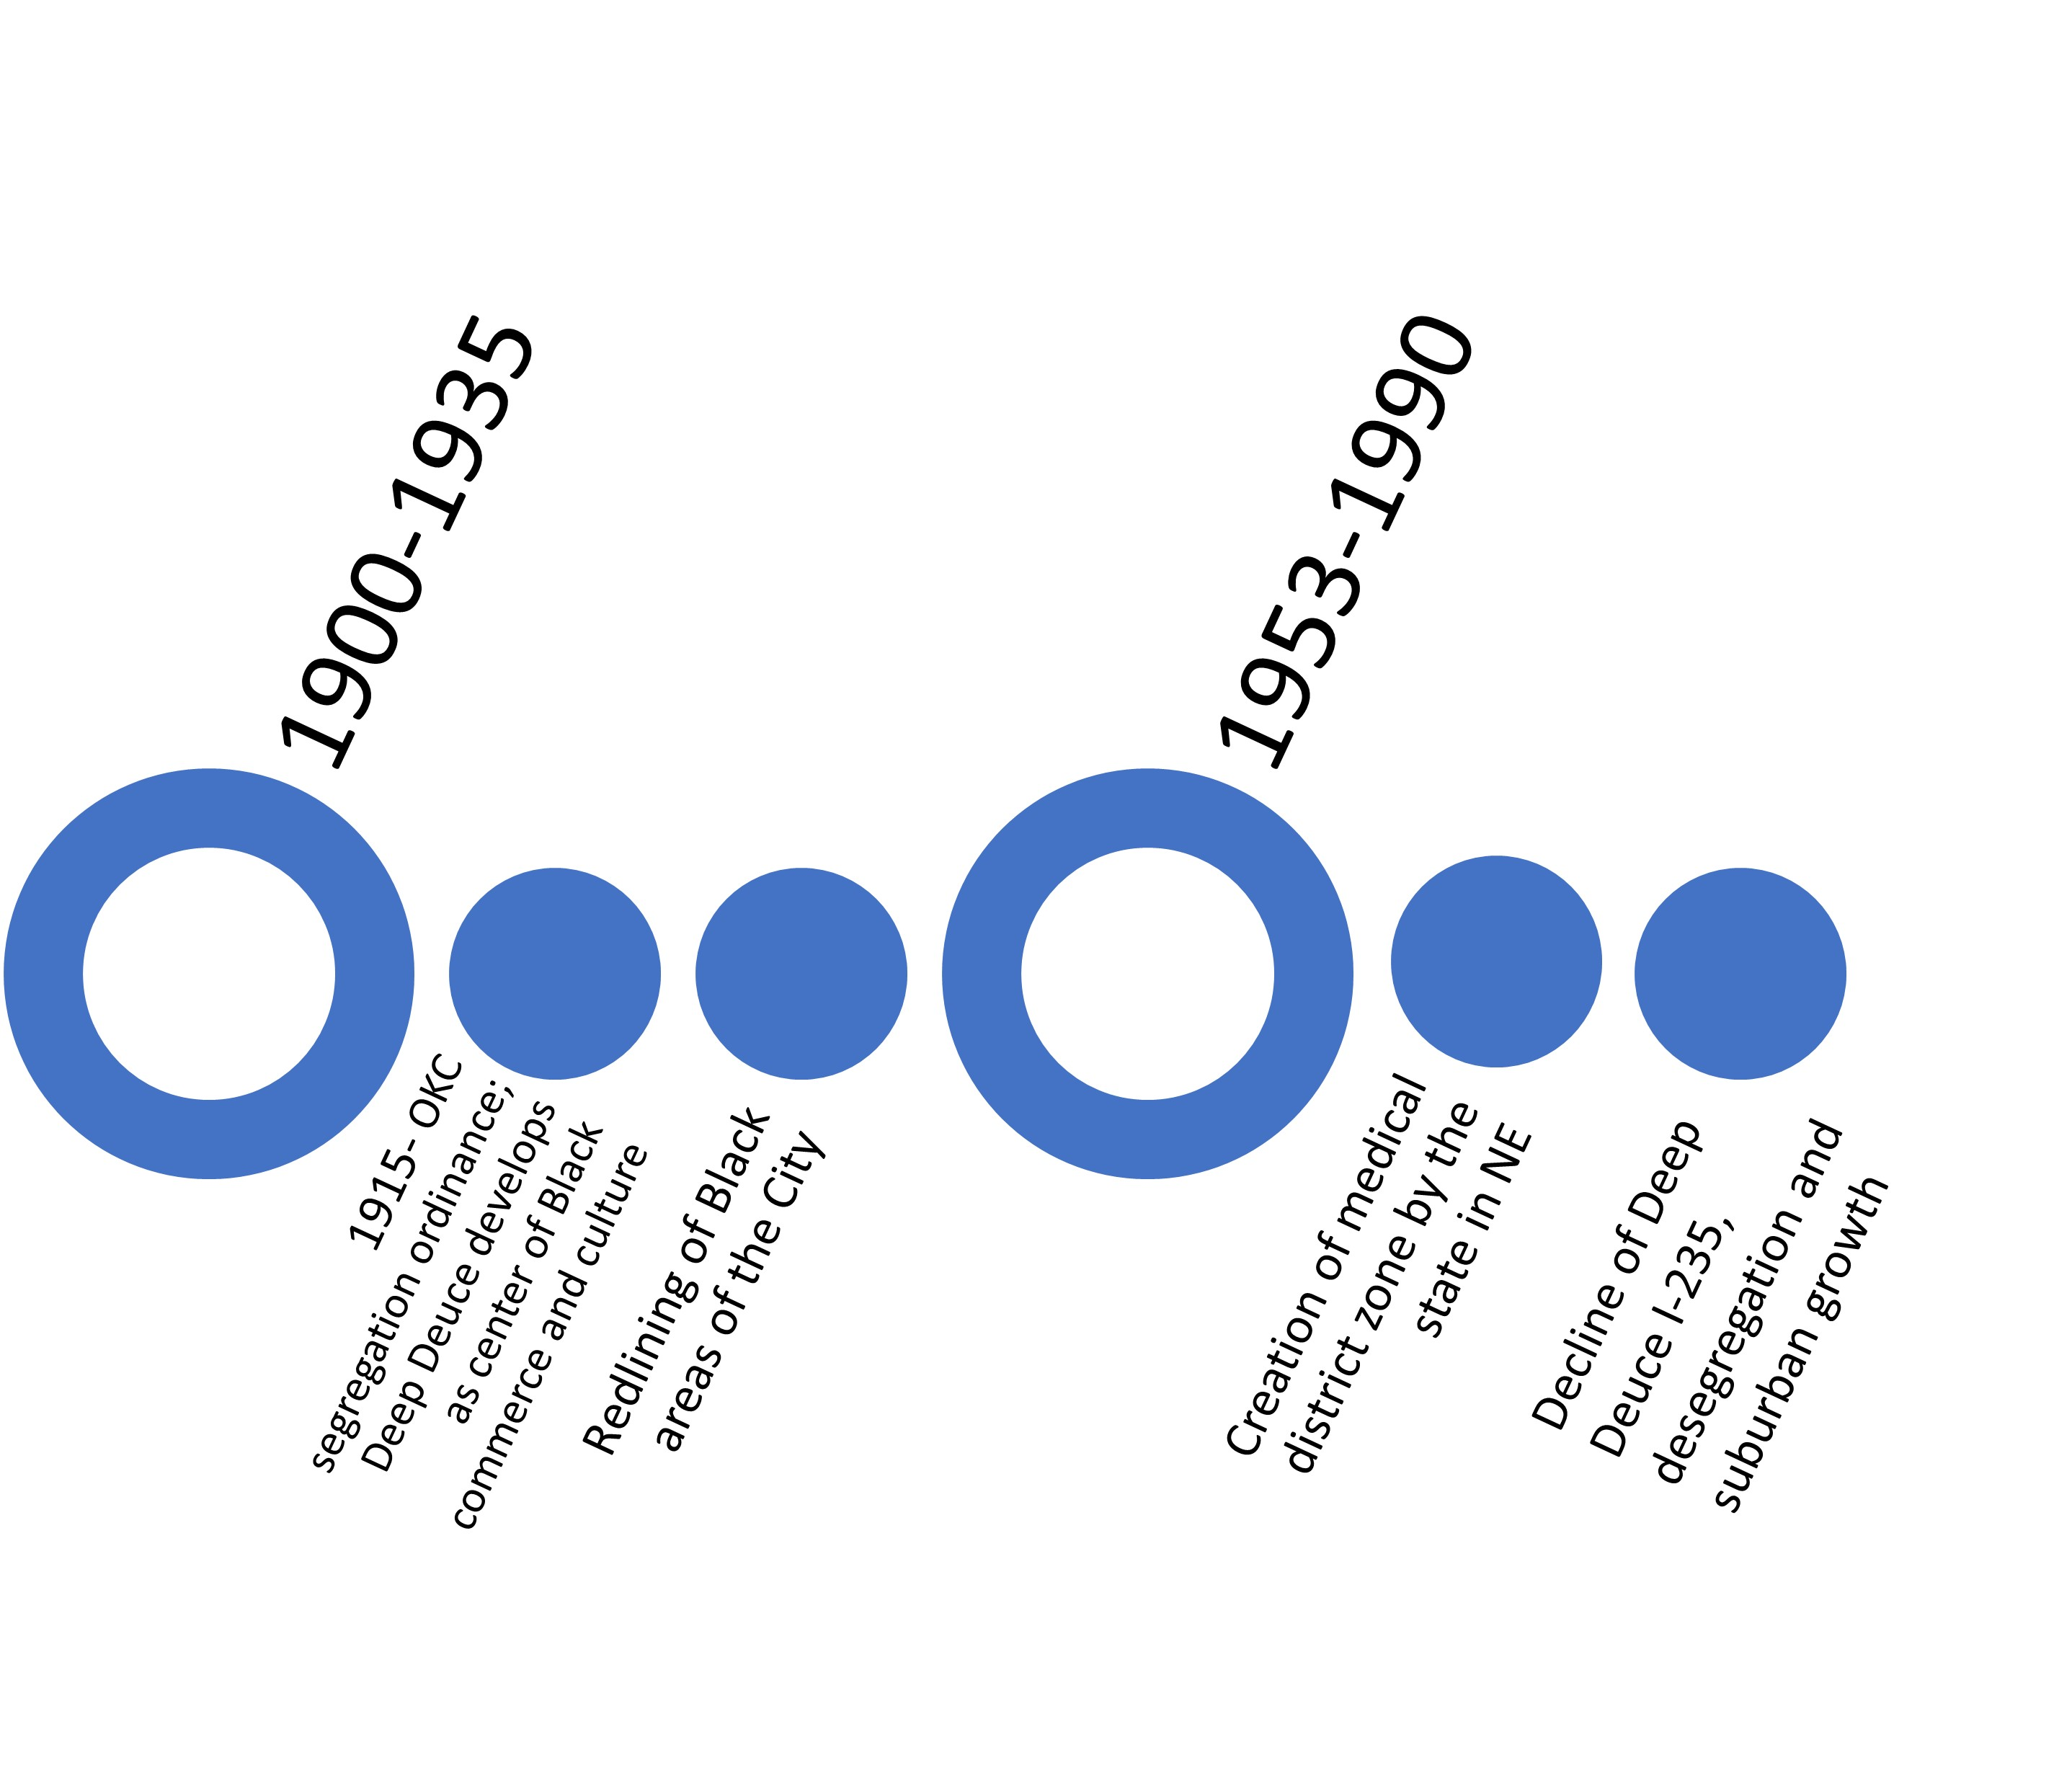 1900-1935
1915- OKC
segregation ordinance;
Deep Deuce develops
as center of Black
commerce and culture
Redlining of Black
areas of the city
1953-1990
Creation of medical
district zone by the
state in NE
Decline of Deep
Deuce I-235,
desegregation and
suburbann growth